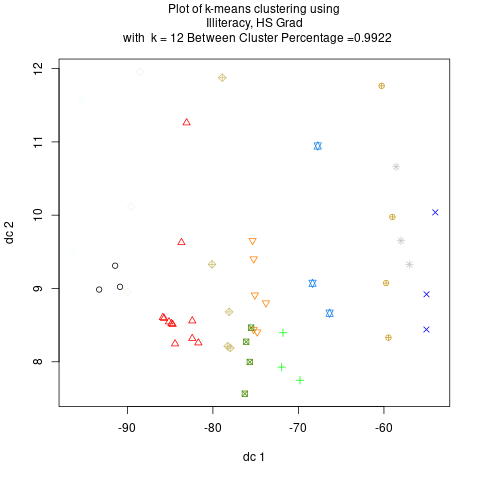 Plot of k-means clustering using
Illiteracy, HS Grad
with  k = 12 Between Cluster Percentage =0.9922
12
11
10
9
8
dc 2
-90
-80
-70
-60
dc 1